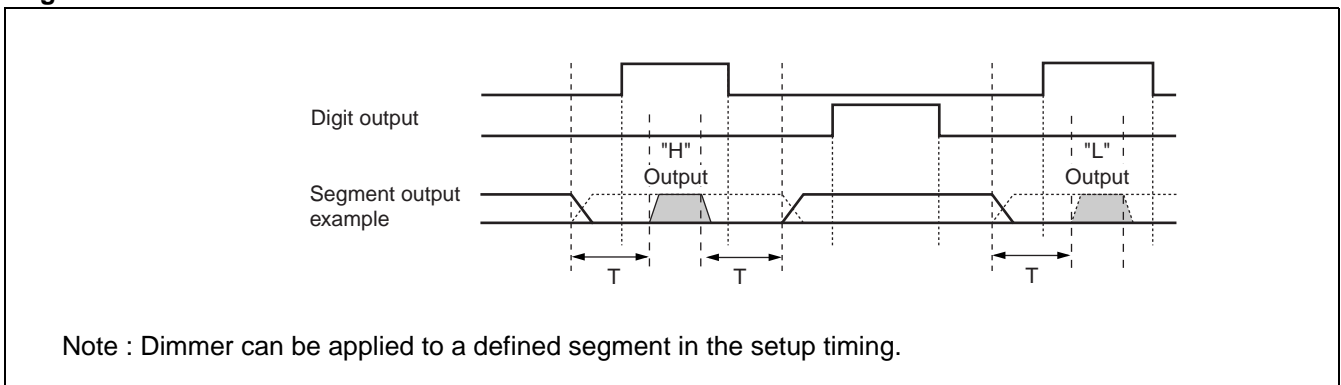 Digit output
"H"
Output
"L"
Output
Segment output
example
T
T
T
Note : Dimmer can be applied to a defined segment in the setup timing.